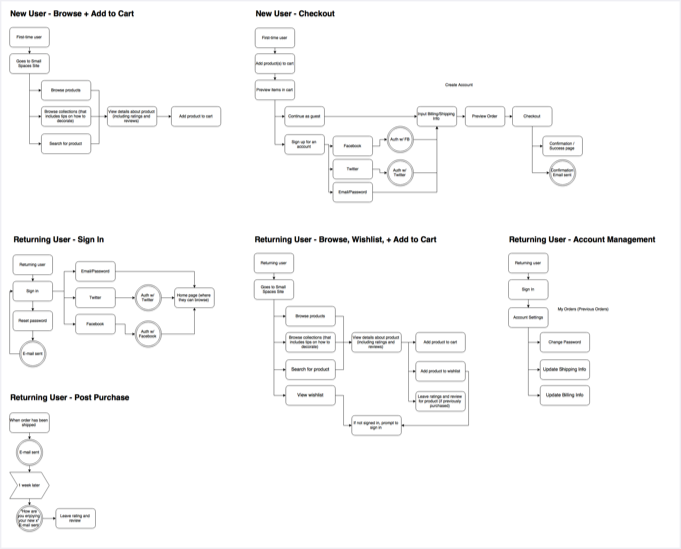 New User - Browse + Add to Cart
First-time user
Goes to Small
Spaces Site
Browse products
Browse collections (that
includes tips on how to
decorate)
View details about product
(including ratings and
reviews)
Add product to cart
Search for product
New User - Checkout
First-time user
Add product(s) to cart
Preview items in cart
Create Account
Continue as guest
Input Billing/Shipping
Info
Preview Order
Checkout
Sign up for an
account
Facebook
Auth w/ FB
Twitter
Auth w/
Twitter
Email/Password
Confirmation /
Success page
Confirmation
Email sent
Returning User - Sign In
Returning user
Sign in
Reset password
E-mail sent
Email/Password
Twitter
Auth w/
Twitter
Home page (where
they can browse)
Facebook
Auth w/
Facebook
Returning User - Browse, Wishlist, + Add to Cart
Returning user
Goes to Small
Spaces Site
Browse products
Browse collections (that
includes tips on how to
decorate)
View details about product
(including ratings and
reviews)
Add product to cart
Search for product
Add product to wishlist
View wishlist
Leave ratings and review
for product (if previously
purchased)
If not signed in, prompt to
sign in
Returning User - Account Management
Returning user
Sign in
My Orders (Previous Orders)
Account Settings
Change Password
Update Shipping Info
Update Billing Info
Returning User - Post Purchase
When order has been
shipped
E-mail sent
1 week later
"How are
you enjoying
your new x"
E-mail sent
Leave rating and
review